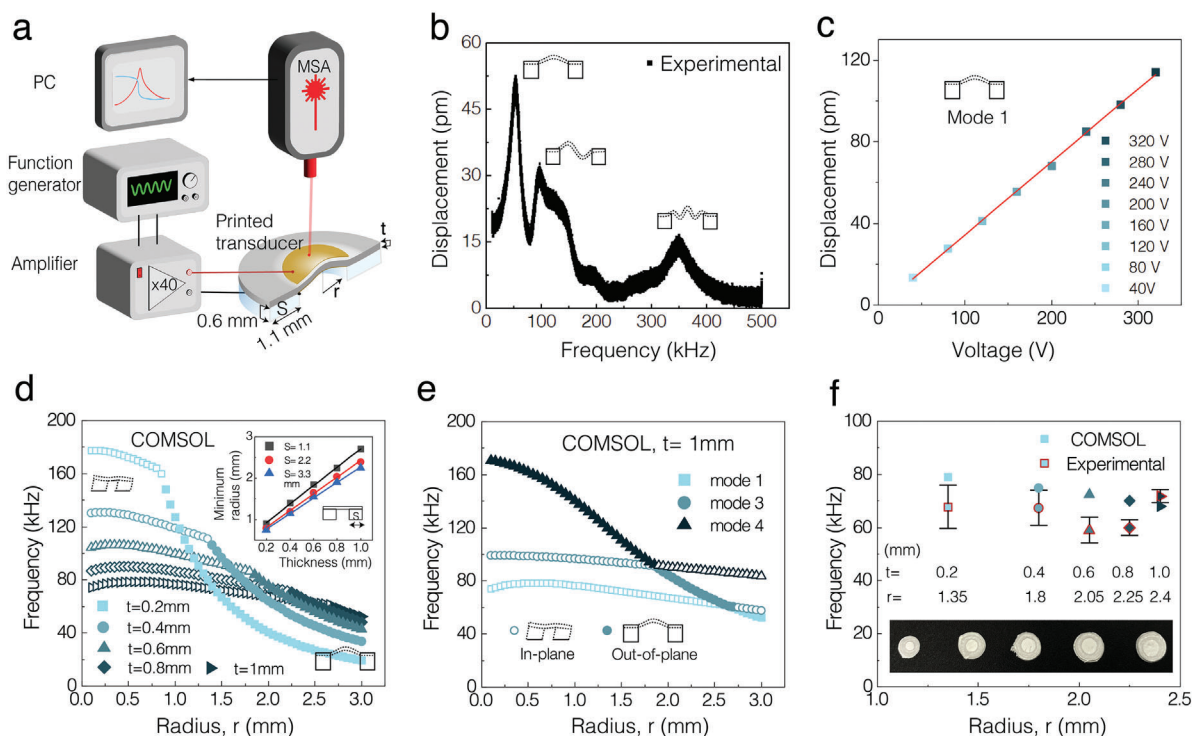 a
PC
MSA
Function
generator
Printed
transducer
t
Amplifier
x40
S
r
0.6 mm
1.1 mm
b
Displacement (pm)
60
45
30
15
0
Experimental
0 100 200 300 400 500
Frequency (kHz)
c
Displacement (pm)
120
80
40
0
Mode 1
320 V
280 V
240 V
200 V
160 V
120 V
80 V
40V
0 100 200 300
Voltage (V)
d
Frequency (kHz)
200
160
120
80
40
0
COMSOL
Minimum
radius (mm)
3
2
1
0
S= 1.1
S= 2.2
S= 3.3
mm
S
0.2 0.4 0.6 0.8 1.0
Thickness (mm)
t=0.2mm
t=0.4mm
t=0.6mm
t=0.8mm
t=1mm
0.0 0.5 1.0 1.5 2.0 2.5 3.0
Radius, r (mm)
e
Frequency (kHz)
200
160
120
80
40
0
COMSOL, t= 1mm
mode 1
mode 3
mode 4
In-plane
Out-of-plane
0.0 0.5 1.0 1.5 2.0 2.5 3.0
Radius, r (mm)
f
Frequency (kHz)
100
80
60
40
20
0
COMSOL
Experimental
(mm)
t= 0.2 0.4 0.6 0.8 1.0
r= 1.35 1.8 2.05 2.25 2.4
1.0 1.5 2.0 2.5
Radius, r (mm)